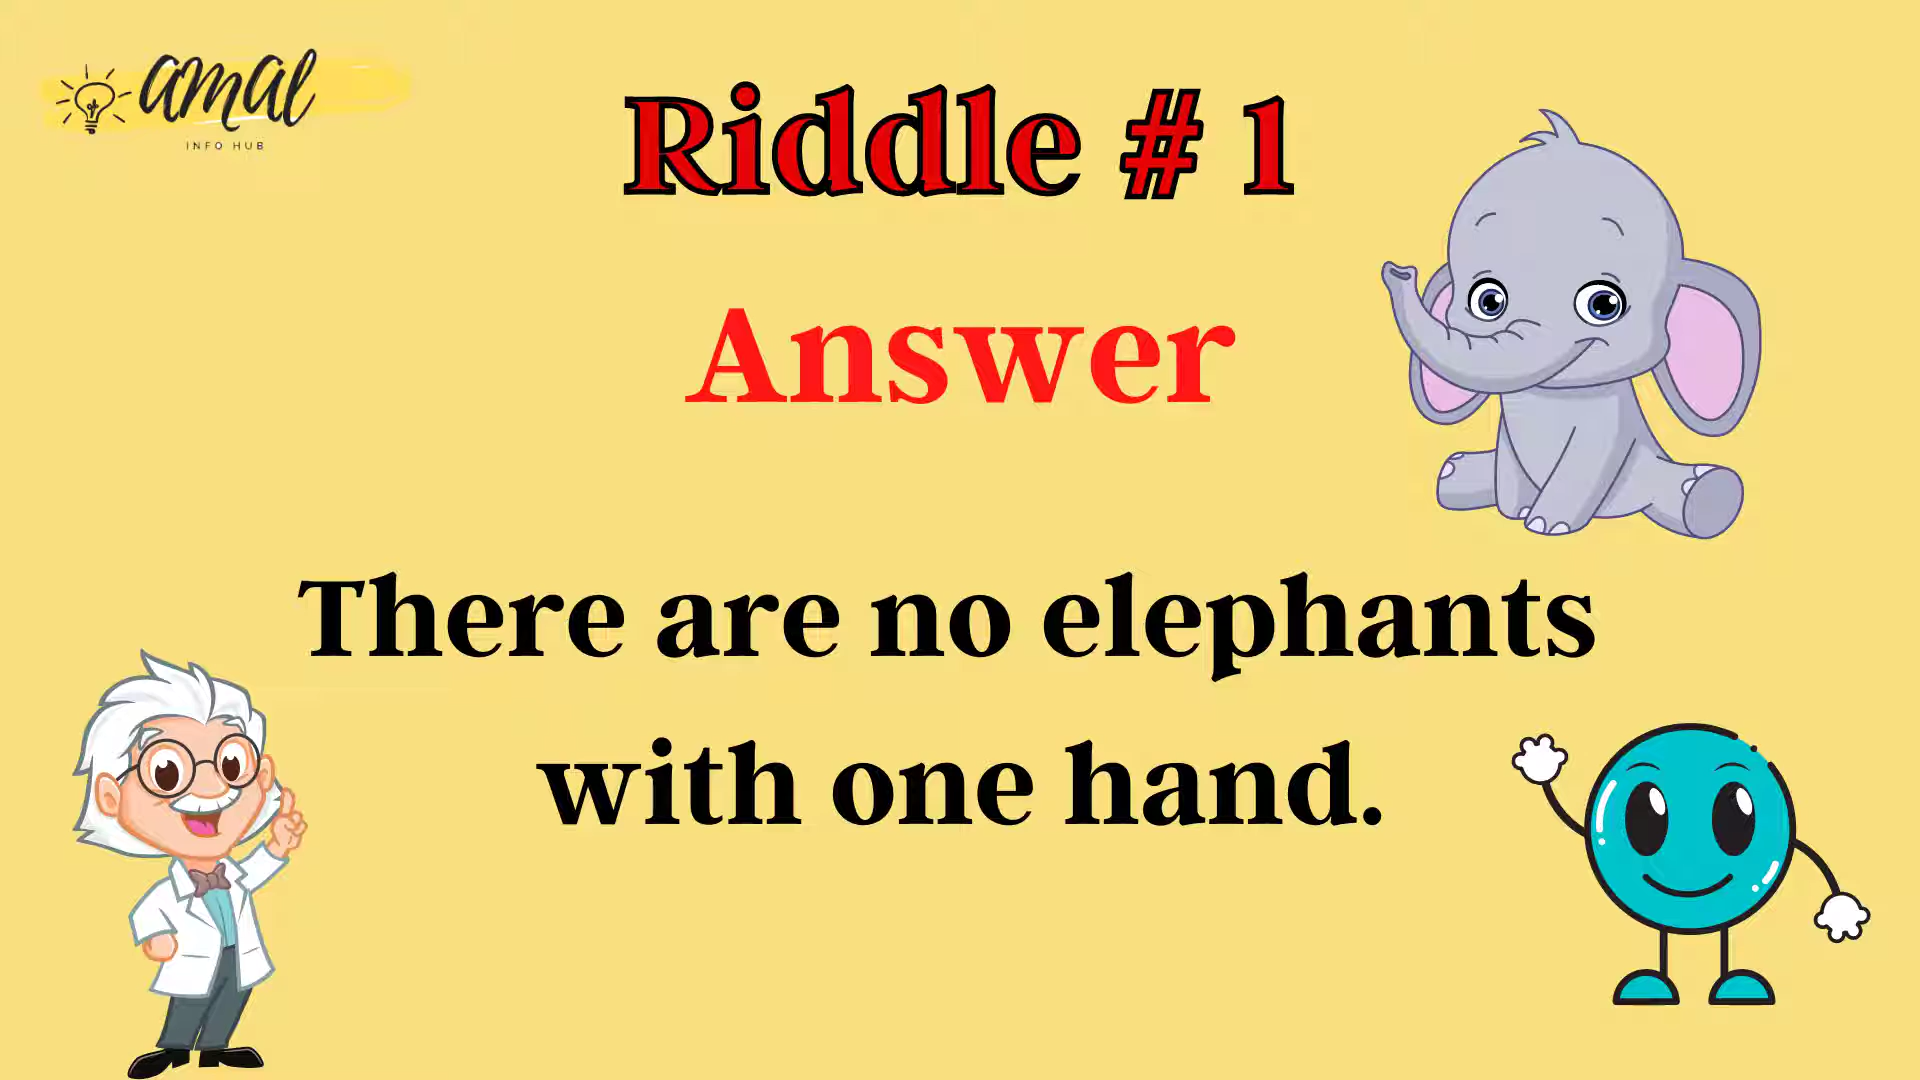 amal
INFO HUB
Riddle # 1
Answer
There are no elephants
with one hand.